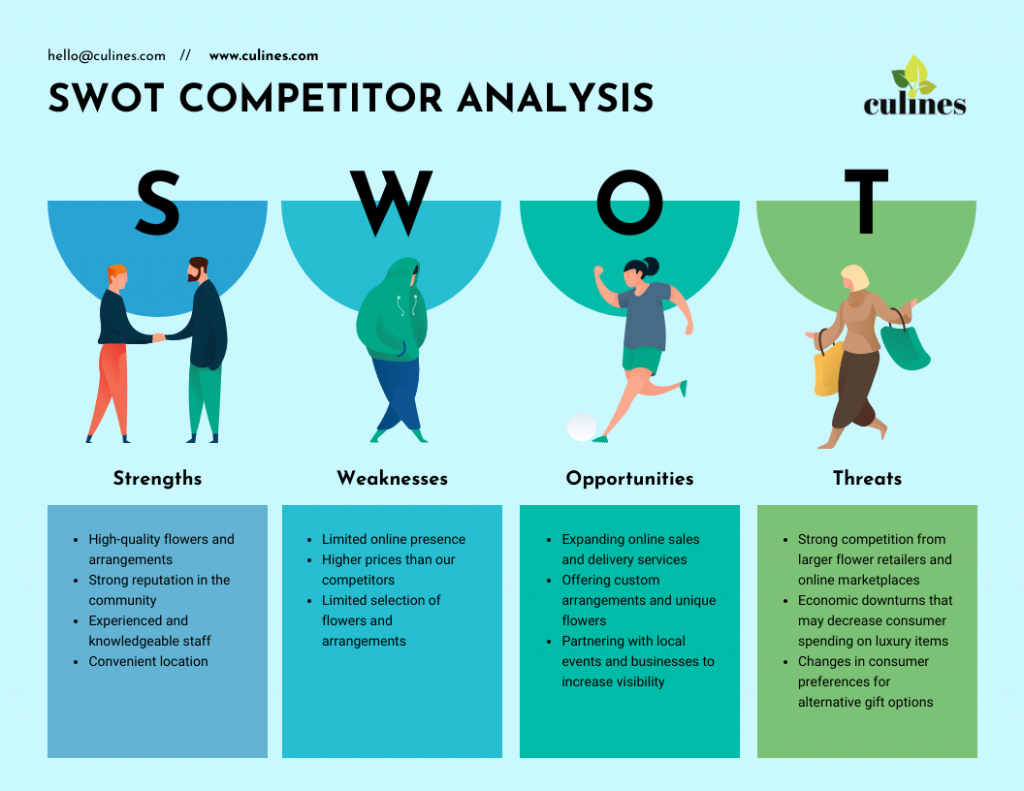 hello@culines.com // www.culines.com
SWOT COMPETITOR ANALYSIS
culines
S
W
O
T
Strengths
• High-quality flowers and
arrangements
• Strong reputation in the
community
• Experienced and
knowledgeable staff
• Convenient location
Weaknesses
• Limited online presence
• Higher prices than our
competitors
• Limited selection of
flowers and
arrangements
Opportunities
• Expanding online sales
and delivery services
• Offering custom
arrangements and unique
flowers
• Partnering with local
events and businesses to
increase visibility
Threats
• Strong competition from
larger flower retailers and
online marketplaces
• Economic downturns that
may decrease consumer
spending on luxury items
• Changes in consumer
preferences for
alternative gift options